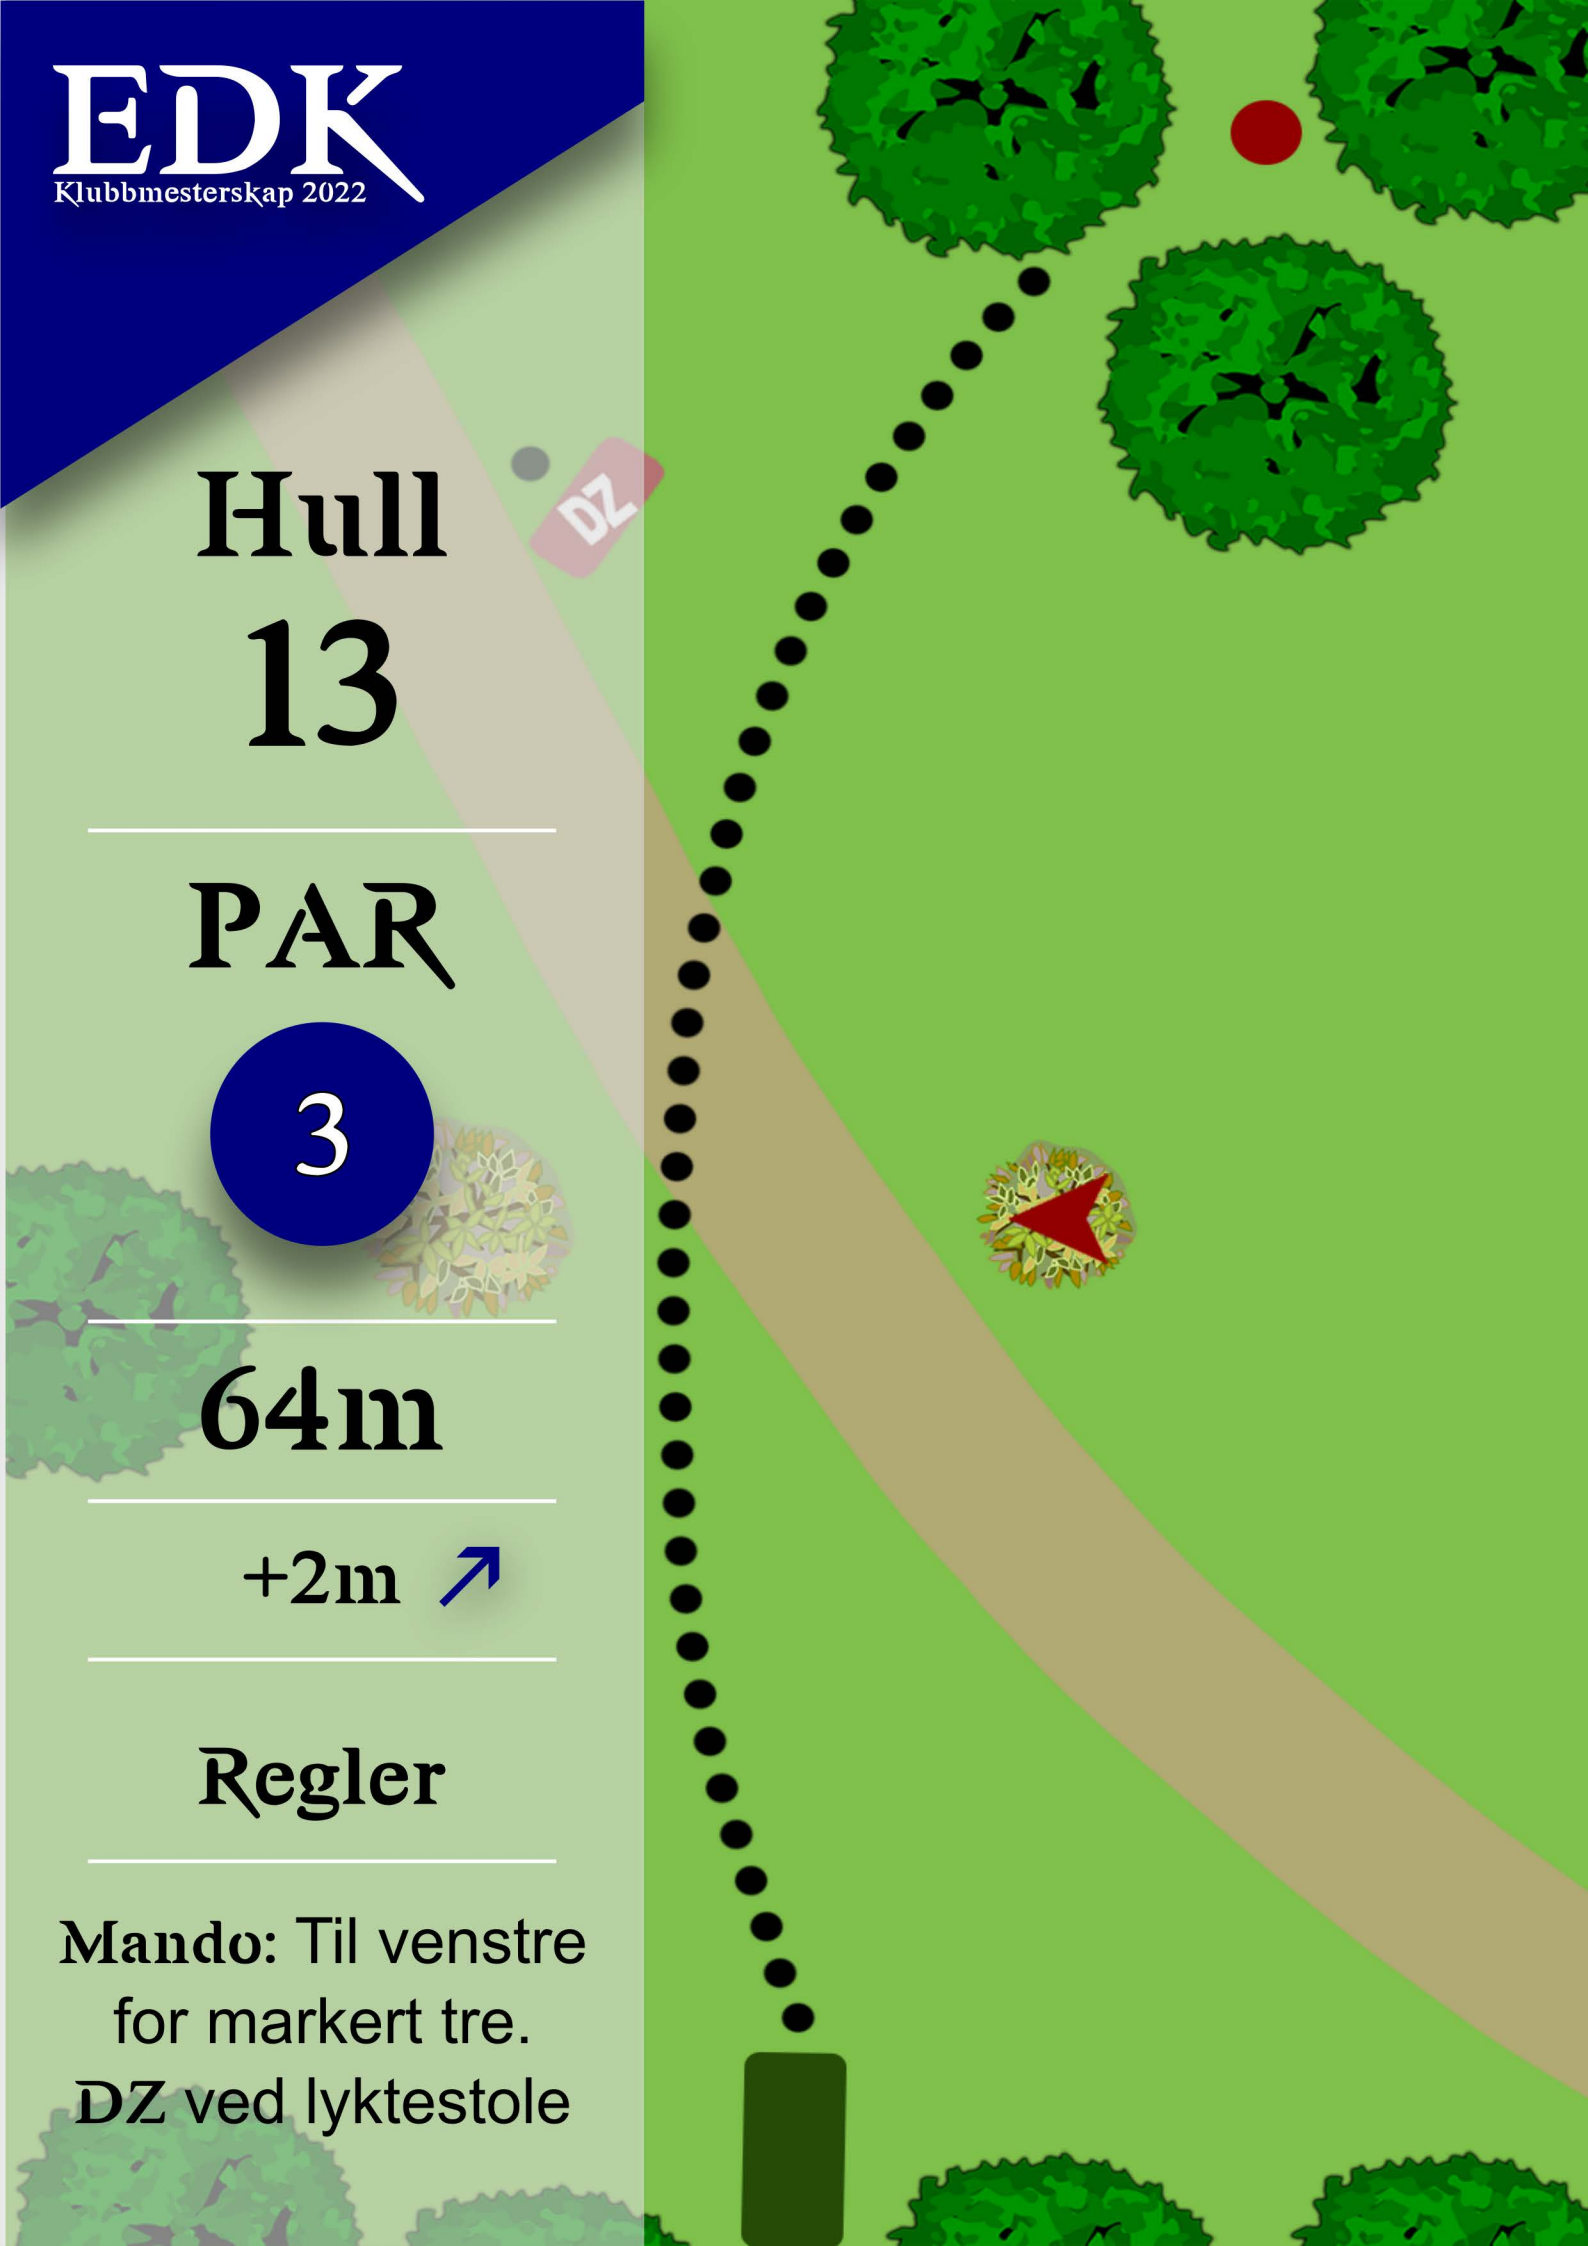 EDK
Klubbmesterskap 2022
DZ
Hull
13
PAR
3
64m
+2m
Regler
Mando: Til venstre
for markert tre.
DZ ved lyktestole